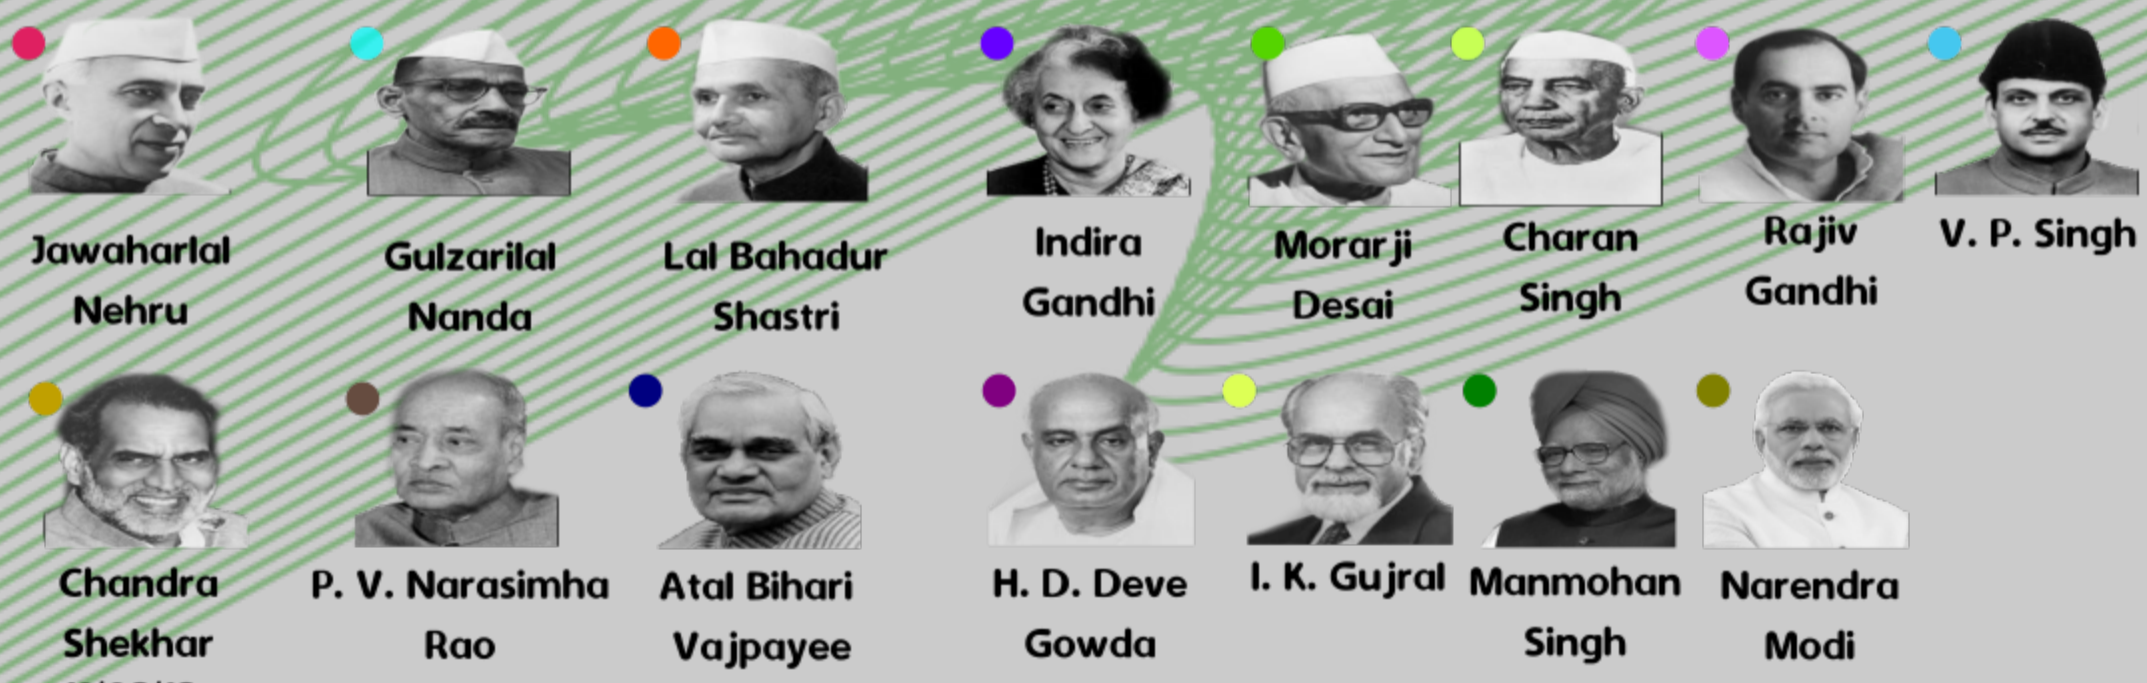 Jawaharlal
Nehru
Gulzarilal
Nanda
Lal Bahadur
Shastri
Indira
Gandhi
Morarji
Desai
Charan
Singh
Rajiv
Gandhi
V. P. Singh
Chandra
Shekhar
P. V. Narasimha
Rao
Atal Bihari
Vajpayee
H. D. Deve
Gowda
I. K. Gujral
Manmohan
Singh
Narendra
Modi